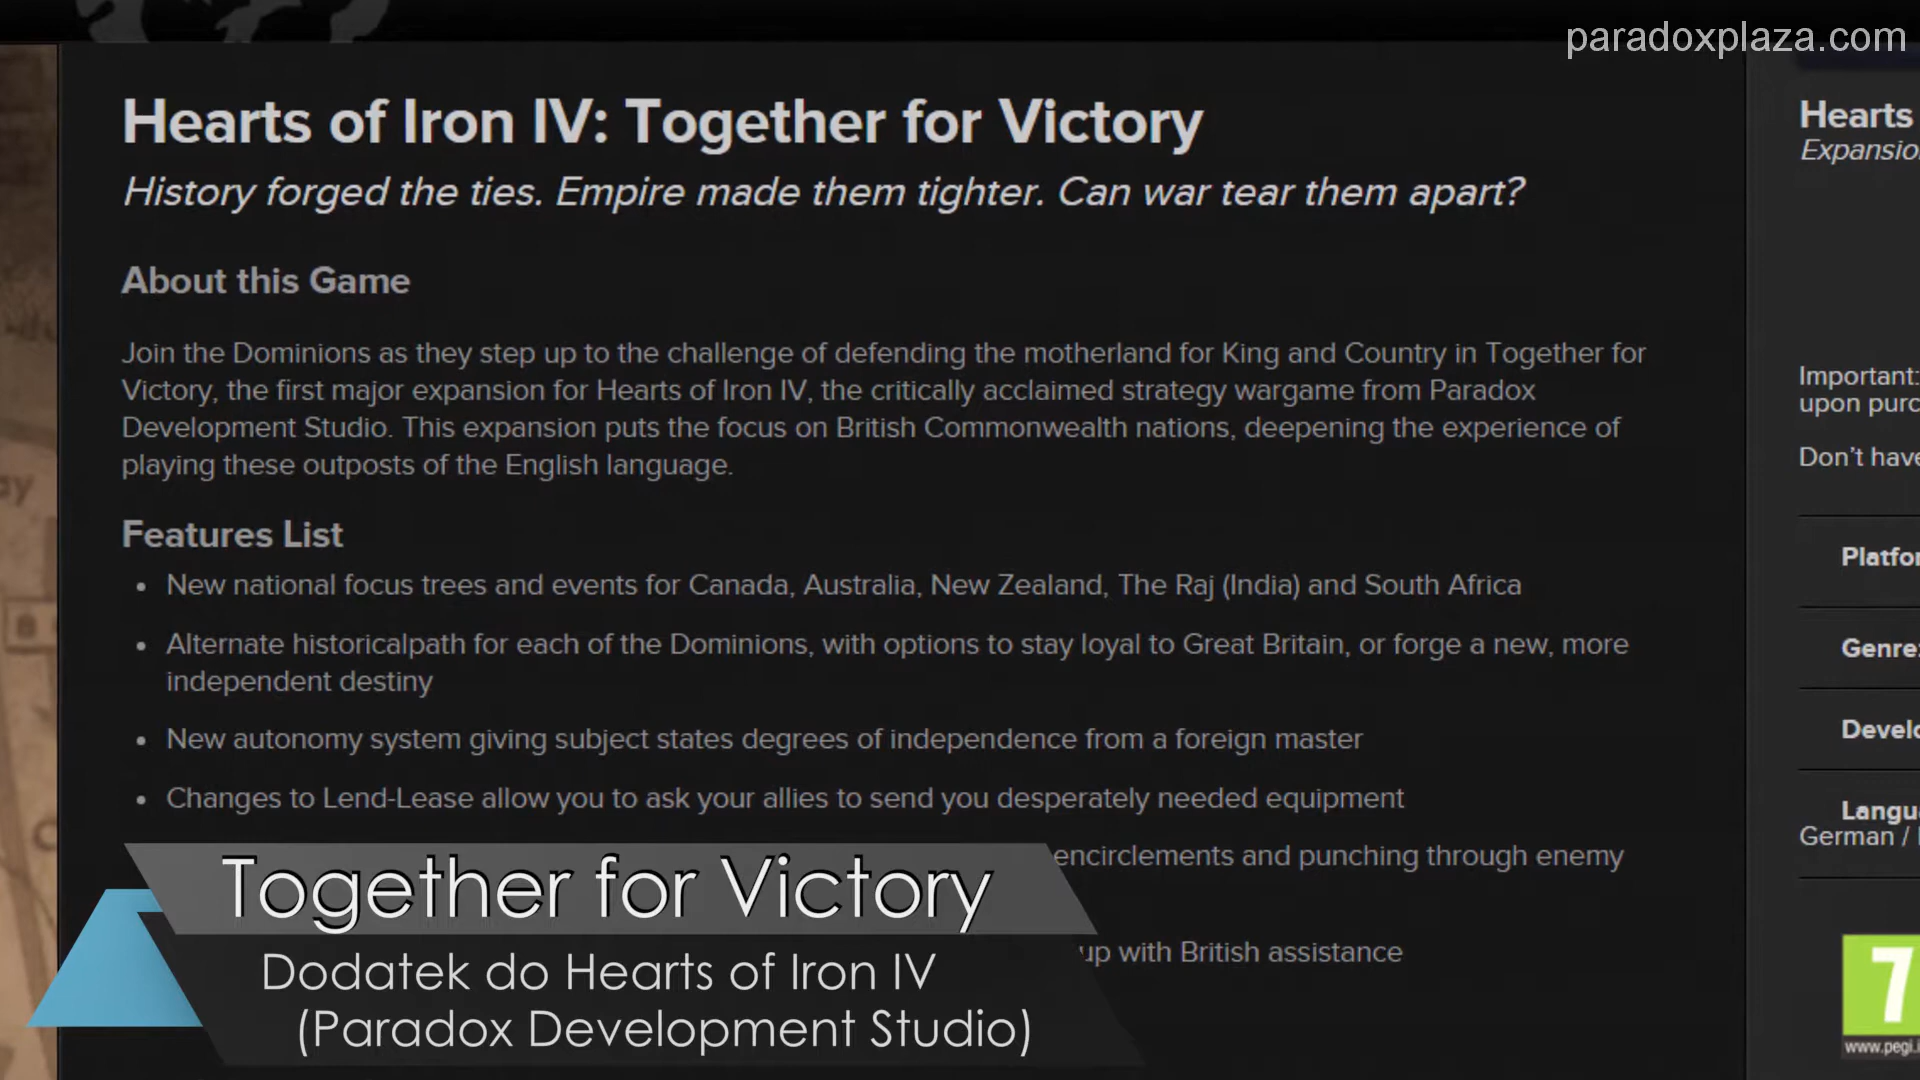 paradoxplaza.com
Hearts of Iron IV: Together for Victory
History forged the ties. Empire made them tighter. Can war tear them apart?
About this Game
Join the Dominions as they step up to the challenge of defending the motherland for King and Country in Together for
Victory, the first major expansion for Hearts of Iron IV, the critically acclaimed strategy wargame from Paradox
Development Studio. This expansion puts the focus on British Commonwealth nations, deepening the experience of
playing these outposts of the English language.
Features List
• New national focus trees and events for Canada, Australia, New Zealand, The Raj (India) and South Africa
• Alternate historicalpath for each of the Dominions, with options to stay loyal to Great Britain, or forge a new, more
independent destiny
• New autonomy system giving subject states degrees of independence from a foreign master
• Changes to Lend-Lease allow you to ask your allies to send you desperately needed equipment
encirclements and punching through enemy
up with British assistance
Together for Victory
Dodatek do Hearts of Iron IV
(Paradox Development Studio)
Hearts
Important:
upon
Don't have
German /
7